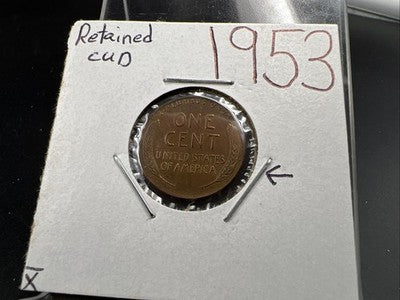 Retained
CUD
1953
ONE
CENT
UNITED STATES
OF AMERICA
X